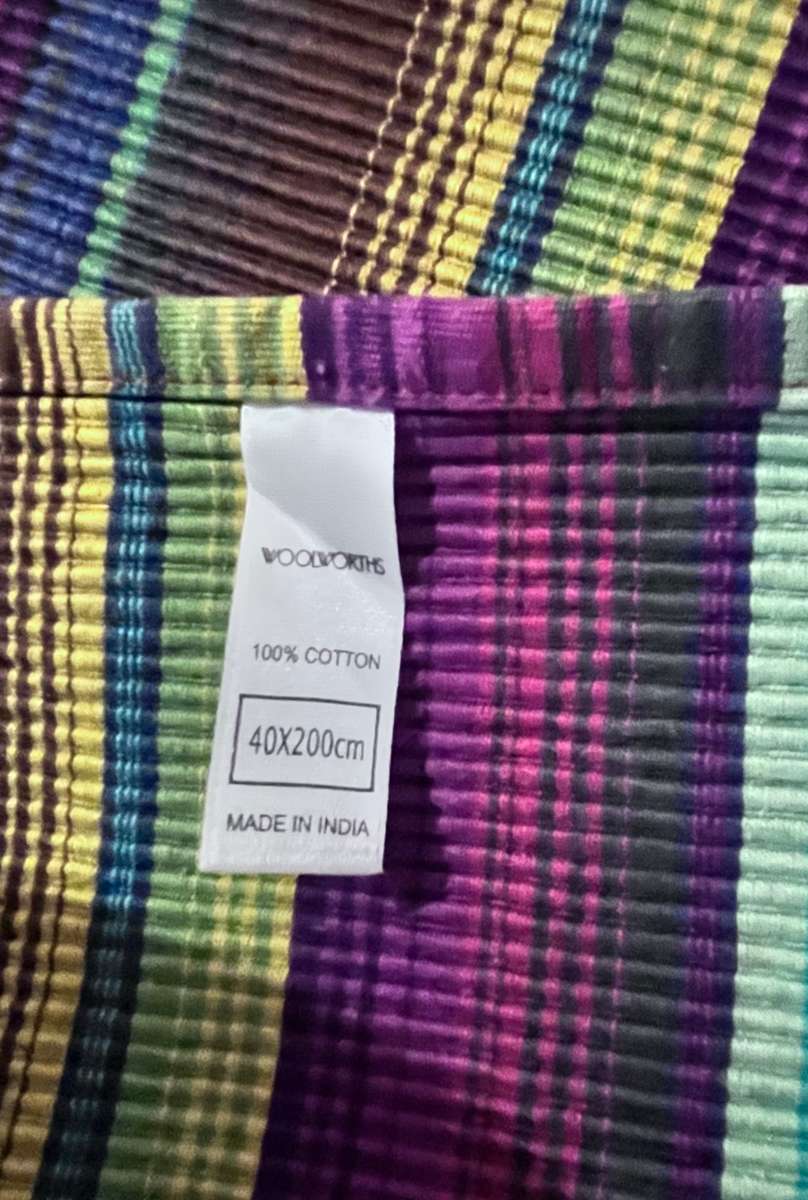 WOOLWORTHS
100% COTTON
40X200cm
MADE IN INDIA